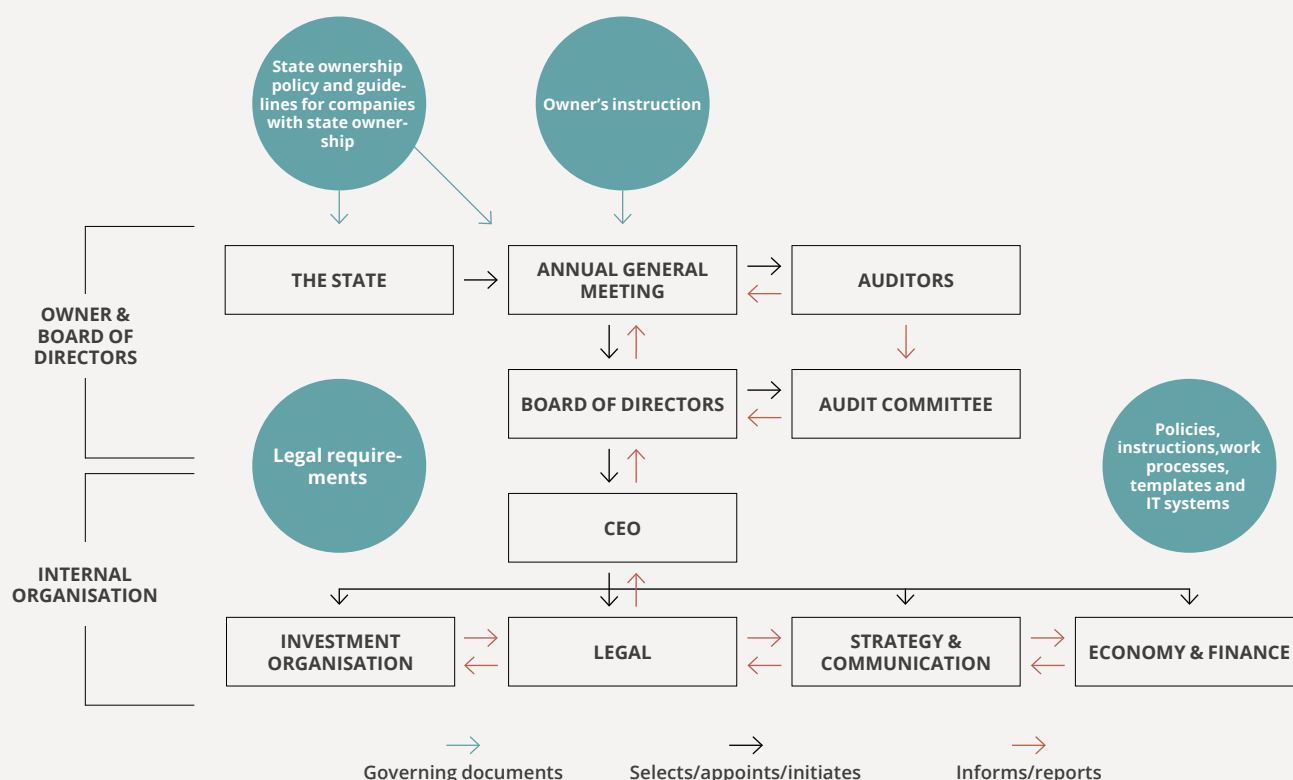 State ownership
policy and guide-
lines for companies
with state owner-
ship
Owner's instruction
THE STATE
ANNUAL GENERAL
MEETING
AUDITORS
OWNER &
BOARD OF
DIRECTORS
BOARD OF DIRECTORS
AUDIT COMMITTEE
Legal require-
ments
Policies,
instructions,work
processes,
templates and
IT systems
CEO
INTERNAL
ORGANISATION
INVESTMENT
ORGANISATION
LEGAL
STRATEGY &
COMMUNICATION
ECONOMY & FINANCE
Governing documents
Selects/appoints/initiates
Informs/reports